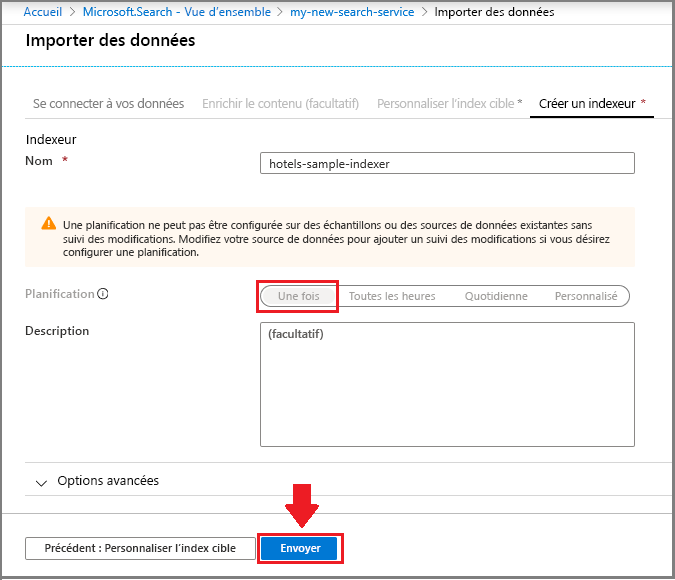 Accueil > Microsoft.Search - Vue d'ensemble > my-new-search-service > Importer des données
Importer des données
Se connecter à vos données Enrichir le contenu (facultatif) Personnaliser l'index cible * Créer un indexeur *
Indexeur
Nom * hotels-sample-indexer
Une planification ne peut pas être configurée sur des échantillons ou des sources de données existantes sans
suivi des modifications. Modifiez votre source de données pour ajouter un suivi des modifications si vous désirez
configurer une planification.
Planification Une fois Toutes les heures Quotidienne Personnalisé
Description (facultatif)
Options avancées
Précédent : Personnaliser l'index cible Envoyer